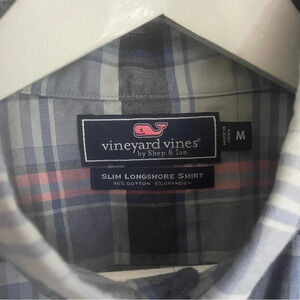 vineyard vines®
by Shep & Ian
M
SLIM LONGSHORE SHIRT
95% COTTON 5% SPANDEX